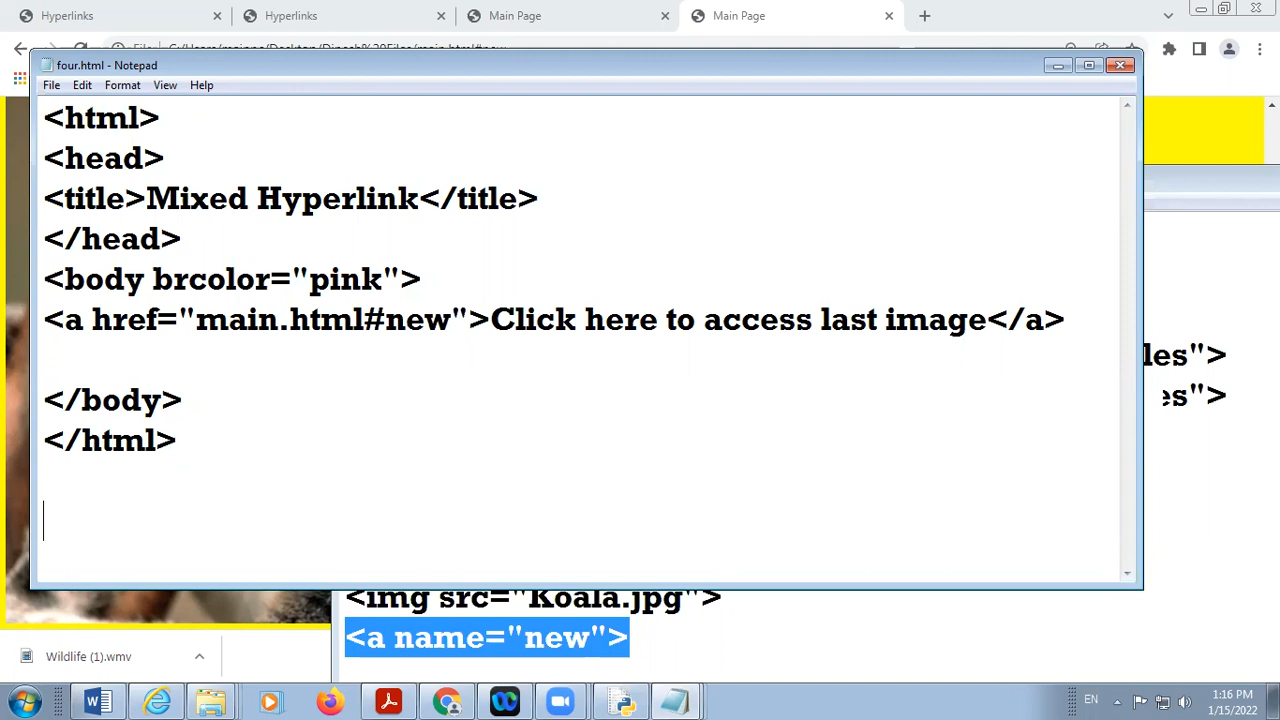 Hyperlinks
Hyperlinks
Main Page
Main Page
four.html - Notepad
File Edit Format View Help
<html>
<head>
<title>Mixed Hyperlink</title>
</head>
<body brcolor="pink">
<a href="main.html#new">Click here to access last image</a>
les">
es">
</body>
</html>
<img src="Koala.jpg">
<a name="new">
Wildlife (1).wmv
EN
1:16 PM
1/15/2022